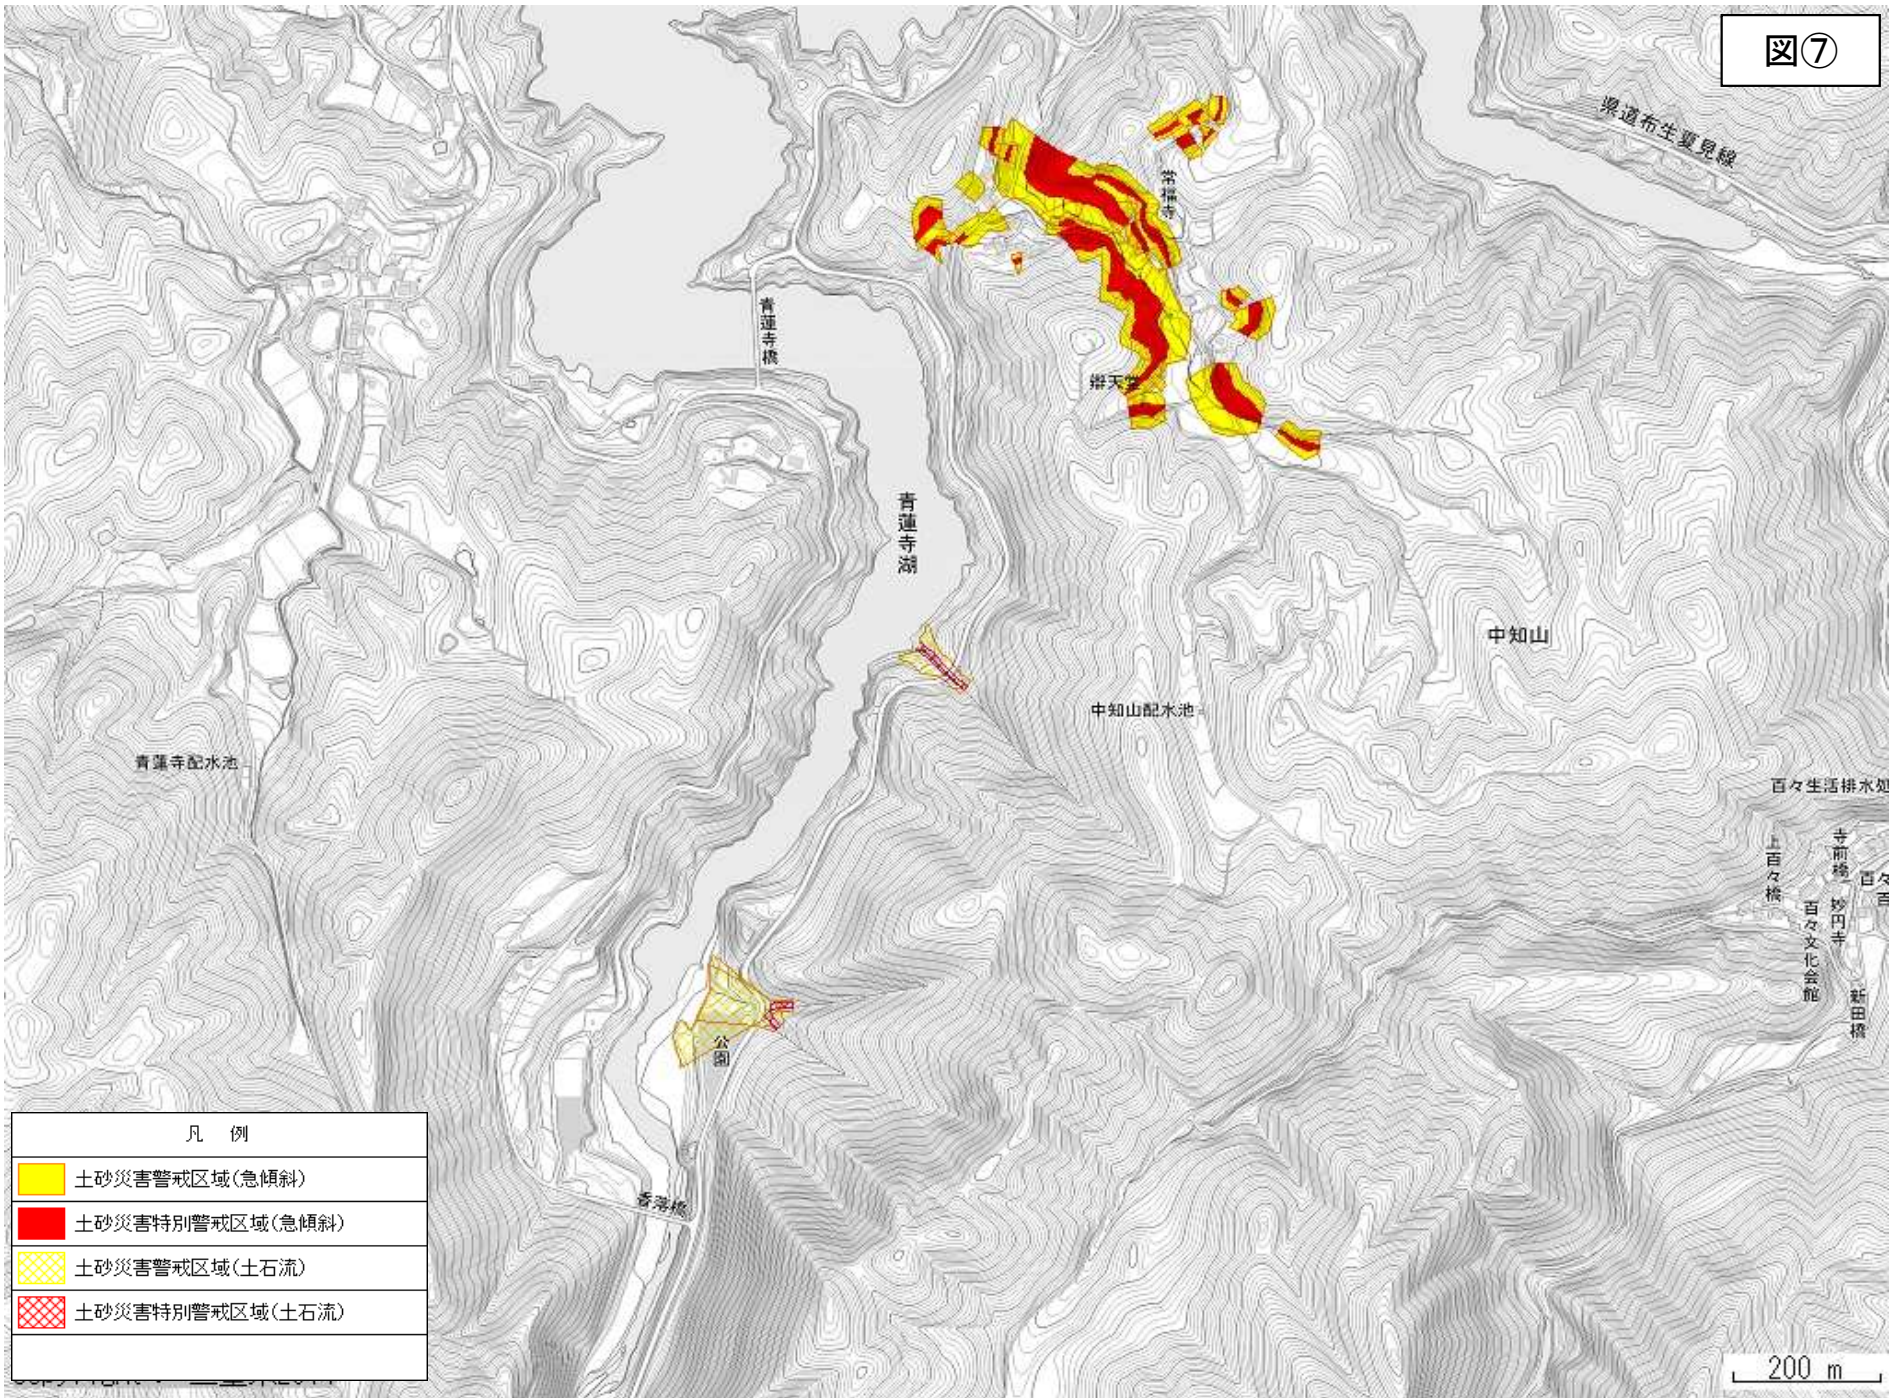 図⑦
県道布生夏見線
常福寺
青蓮寺橋
辯天堂
青蓮寺湖
中知山
中知山配水池
青蓮寺配水池
百々生活排水処
上百々橋
寺前橋
百々
百
妙円寺
百々文化会館
新田橋
公園
香落橋
凡 例
土砂災害警戒区域(急傾斜)
土砂災害特別警戒区域(急傾斜)
土砂災害警戒区域(土石流)
土砂災害特別警戒区域(土石流)
200 m